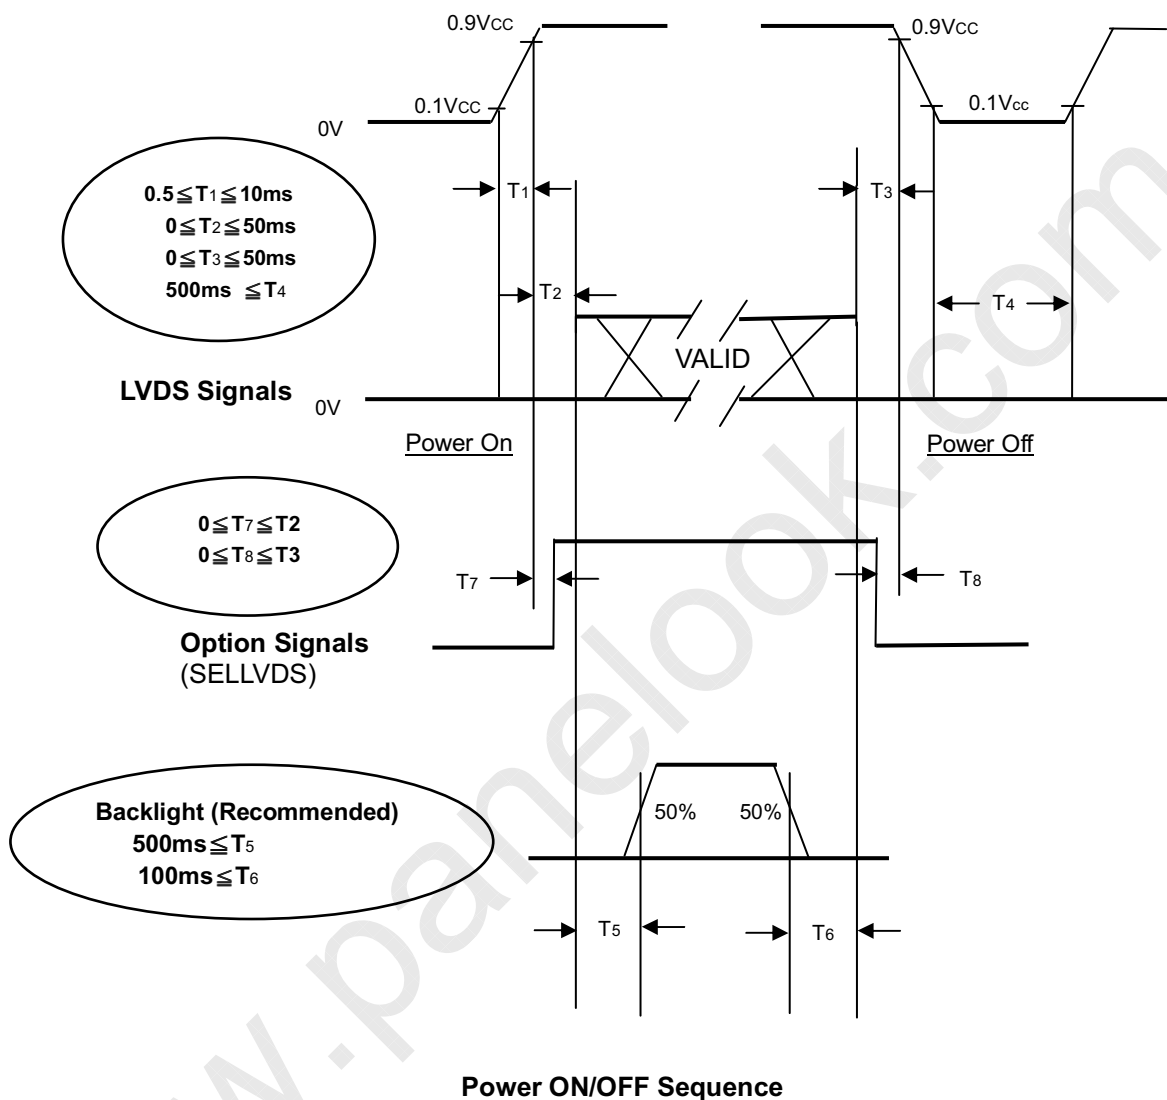 0.9VCC
0.9VCC
0.1VCC
0.1Vcc
0V
0.5≦T1≦10ms
0≦T2≦50ms
0≦T3≦50ms
500ms ≦T4
T1
T3
T2
T4
VALID
LVDS Signals
0V
Power On
Power Off
0≦T7≦T2
0≦T8≦T3
T7
T8
Option Signals
(SELLVDS)
Backlight (Recommended)
500ms≦T5
100ms≦T6
50%
50%
T5
T6
Power ON/OFF Sequence
w.panelook.com